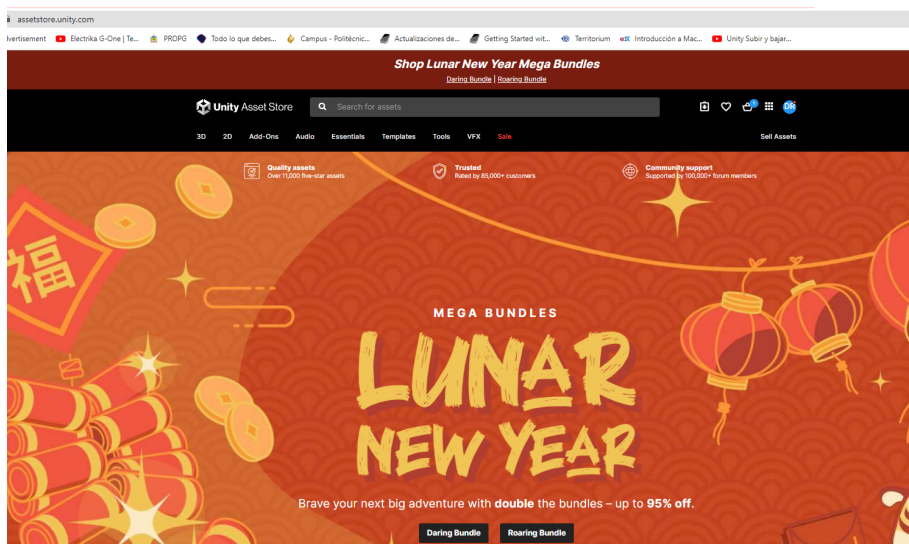 assetstore.unity.com
Electrika G-One | Te...
PROPG
Todo lo que debes...
Campus - Politécnic...
Actualizaciones de...
Getting Started wit...
Territorium
Introducción a Mac...
Unity Subir y bajar...
Shop Lunar New Year Mega Bundles
Daring Bundle | Roaring Bundle
Unity Asset Store
Search for assets
1
DR
3D 2D Add-Ons Audio Essentials Templates Tools VFX Sale
Sell Assets
Quality assets
Over 11,000 five-star assets
Trusted
Rated by 85,000+ customers
Community support
Supported by 100,000+ forum members
福
MEGA BUNDLES
LUNAR
NEW YEAR
Brave your next big adventure with double the bundles – up to 95% off.
Daring Bundle
Roaring Bundle